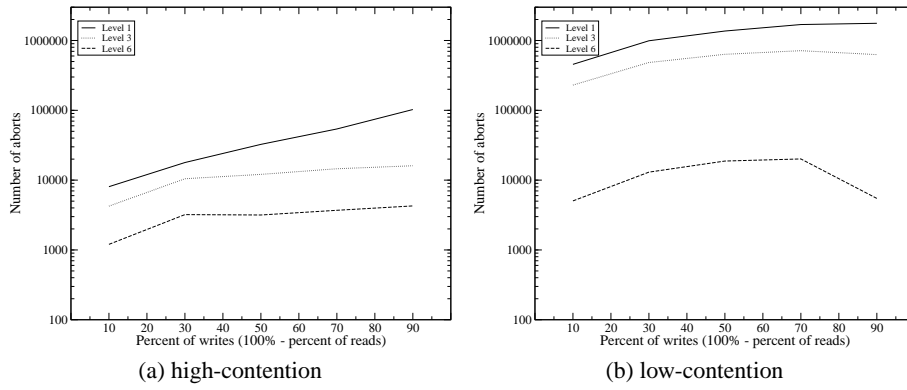 Level 1
Level 3
Level 6
1000000
100000
10000
1000
100
Number of aborts
10 20 30 40 50 60 70 80 90
Percent of writes (100% - percent of reads)
(a) high-contention
Level 1
Level 3
Level 6
1000000
100000
10000
1000
100
Number of aborts
10 20 30 40 50 60 70 80 90
Percent of writes (100% - percent of reads)
(b) low-contention